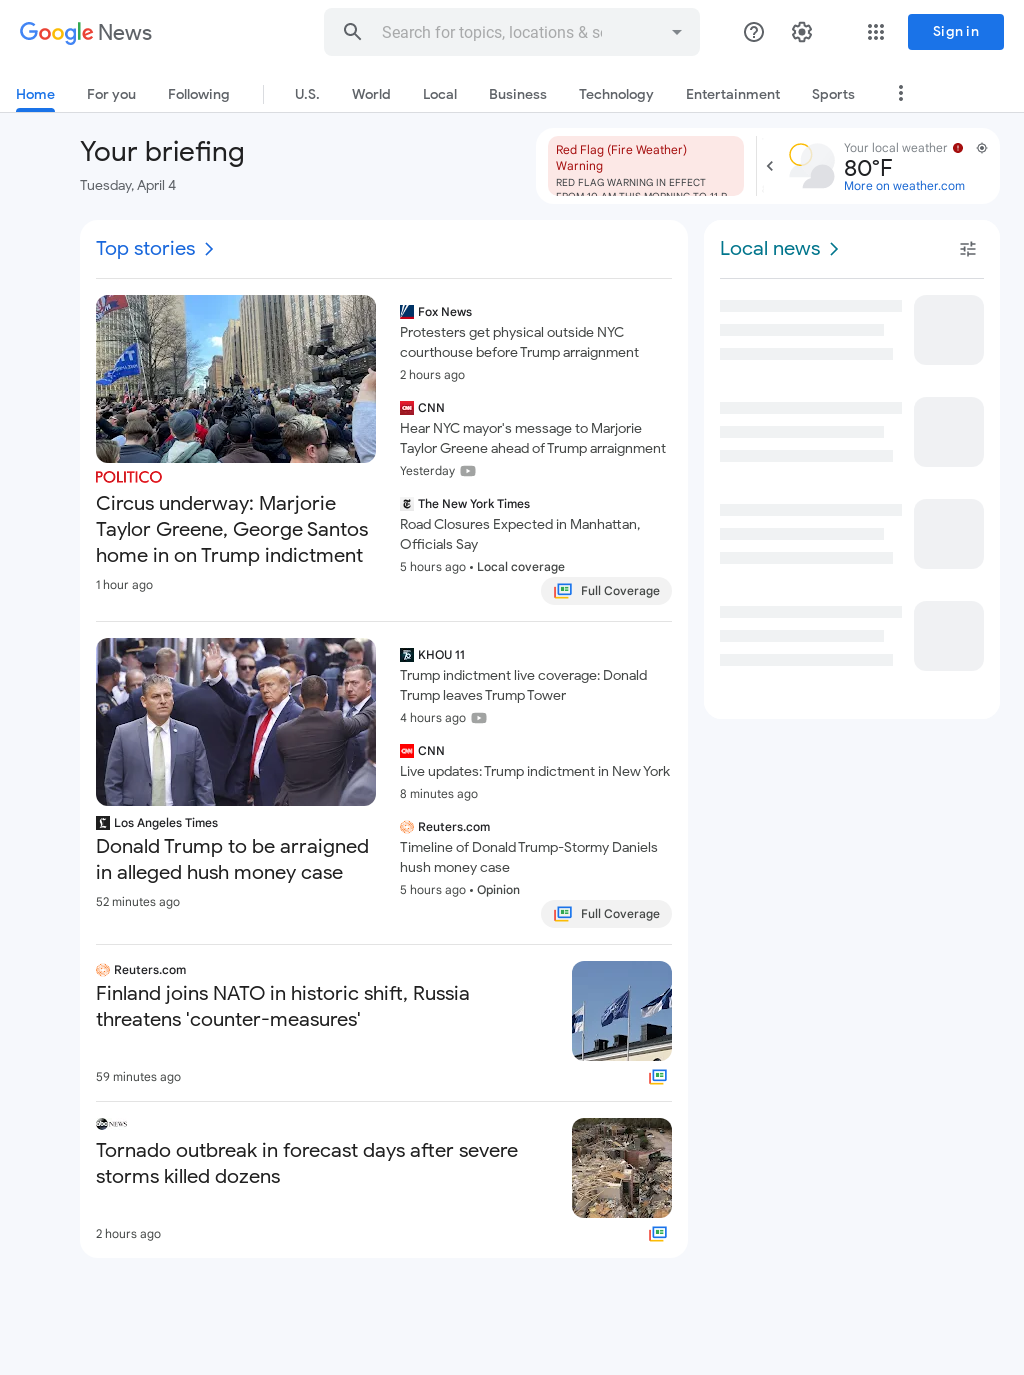 Google News
Search for topics, locations & s
Sign in
Home
For you
Following
U.S.
World
Local
Business
Technology
Entertainment
Sports
Your briefing
Tuesday, April 4
Red Flag (Fire Weather)
Warning
RED FLAG WARNING IN EFFECT
FROM 10 AM THIS MORNING TO 11 P
Your local weather
80°F
More on weather.com
Top stories
POLITICO
Circus underway: Marjorie
Taylor Greene, George Santos
home in on Trump indictment
1 hour ago
Fox News
Protesters get physical outside NYC
courthouse before Trump arraignment
2 hours ago
CNN
Hear NYC mayor's message to Marjorie
Taylor Greene ahead of Trump arraignment
Yesterday
The New York Times
Road Closures Expected in Manhattan,
Officials Say
5 hours ago • Local coverage
Full Coverage
Los Angeles Times
Donald Trump to be arraigned
in alleged hush money case
52 minutes ago
KHOU 11
Trump indictment live coverage: Donald
Trump leaves Trump Tower
4 hours ago
CNN
Live updates: Trump indictment in New York
8 minutes ago
Reuters.com
Timeline of Donald Trump-Stormy Daniels
hush money case
5 hours ago • Opinion
Full Coverage
Reuters.com
Finland joins NATO in historic shift, Russia
threatens 'counter-measures'
59 minutes ago
abc NEWS
Tornado outbreak in forecast days after severe
storms killed dozens
2 hours ago
Local news